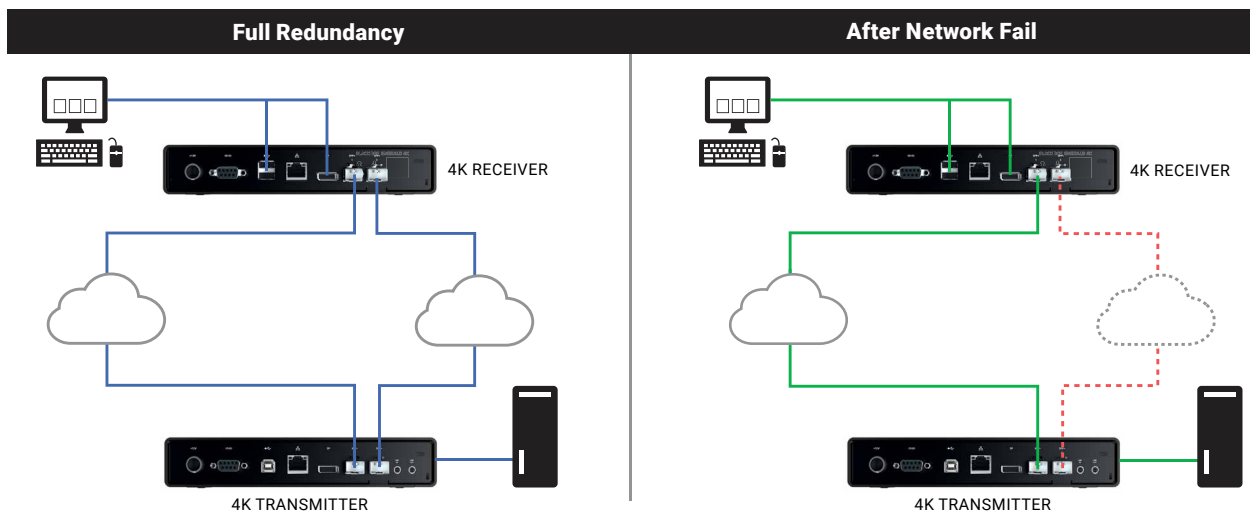 Full Redundancy
After Network Fail
4K RECEIVER
4K RECEIVER
4K TRANSMITTER
4K TRANSMITTER